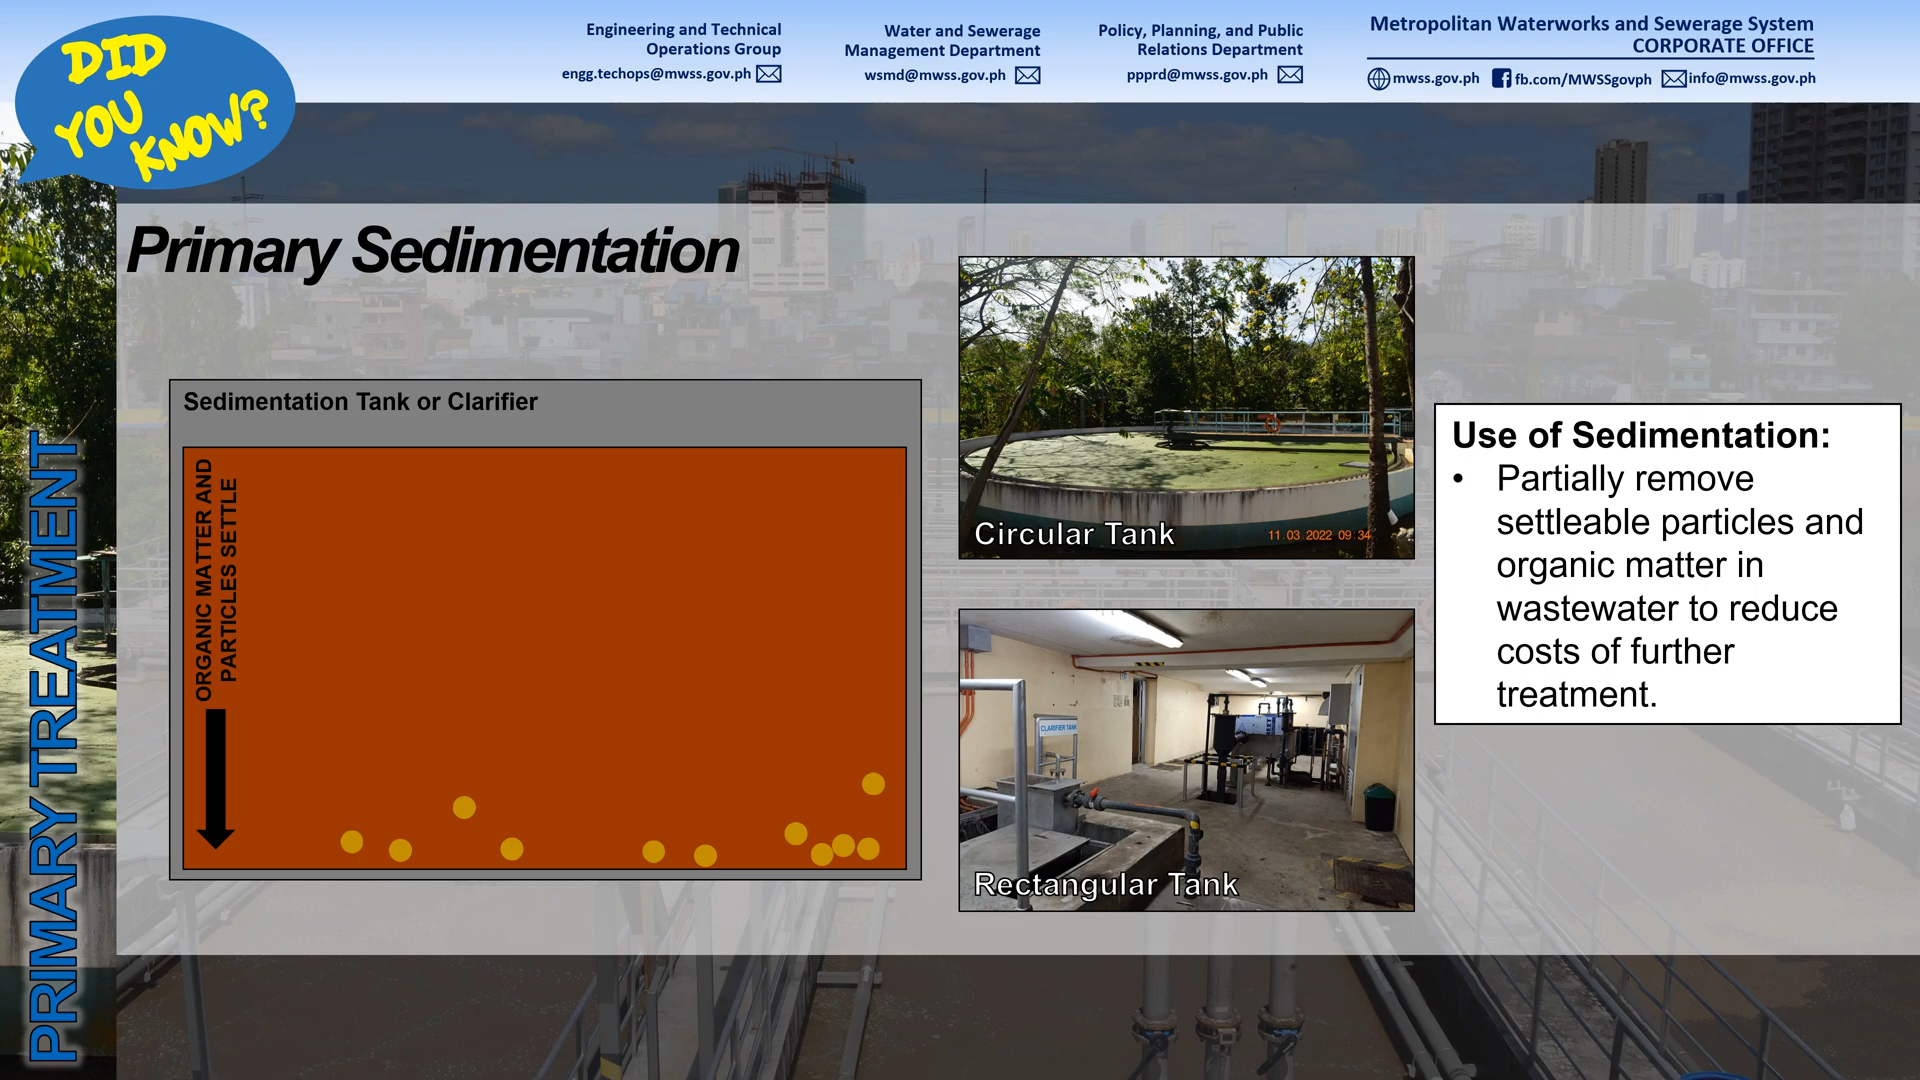 DID
YOU
KNOW?
Engineering and Technical
Operations Group
engg.techops@mwss.gov.ph
Water and Sewerage
Management Department
wsmd@mwss.gov.ph
Policy, Planning, and Public
Relations Department
ppprd@mwss.gov.ph
Metropolitan Waterworks and Sewerage System
CORPORATE OFFICE
mwss.gov.ph fb.com/MWSSgovph info@mwss.gov.ph
PRIMARY TREATMENT
Primary Sedimentation
Sedimentation Tank or Clarifier
ORGANIC MATTER AND
PARTICLES SETTLE
Circular Tank
11 03 2022 09:34
CLARIFIER TANK
Rectangular Tank
Use of Sedimentation:
• Partially remove
settleable particles and
organic matter in
wastewater to reduce
costs of further
treatment.